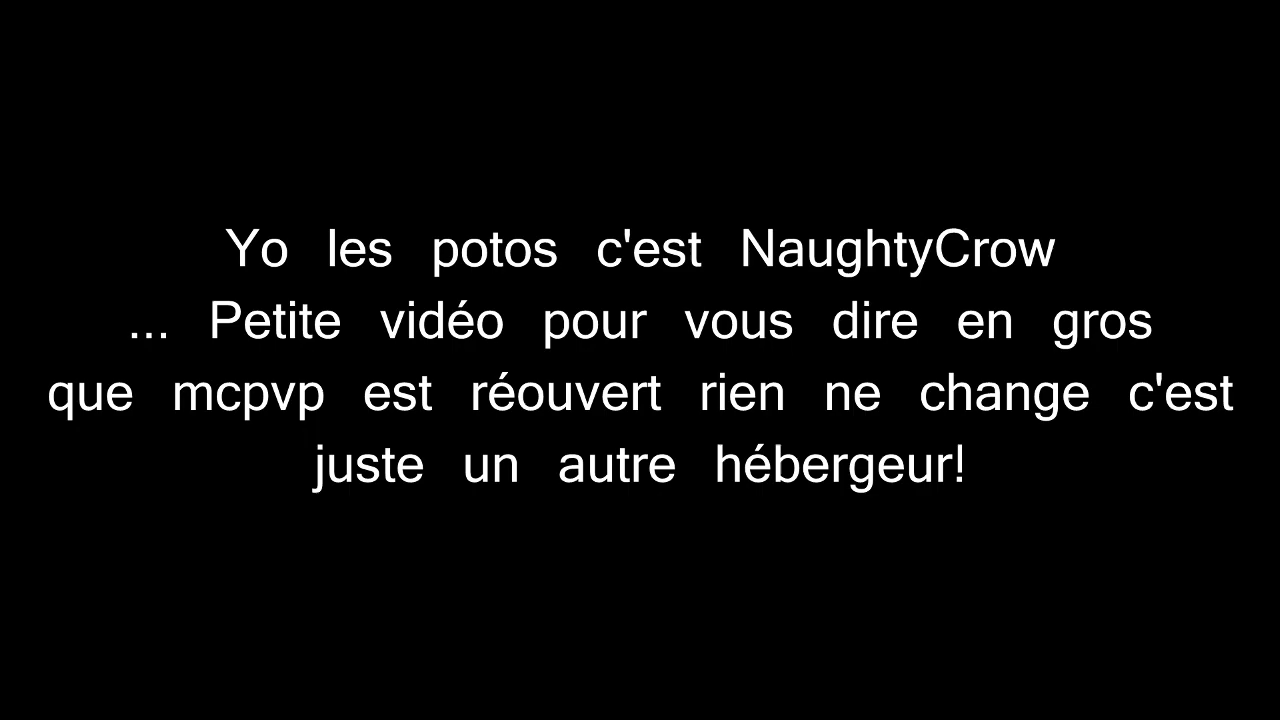 Yo les potos c'est NaughtyCrow
... Petite vidéo pour vous dire en gros
que mcpvp est réouvert rien ne change c'est
juste un autre hébergeur!